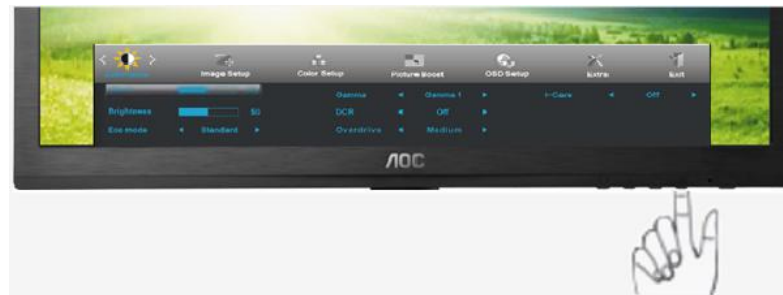 Image Setup Color Setup Picture Boost OSD Setup Extra Exit
Gamma Gamma 1 i-Care Off
Brightness 50 DCR Off
Eco mode Standard Overdrive Medium
AOC